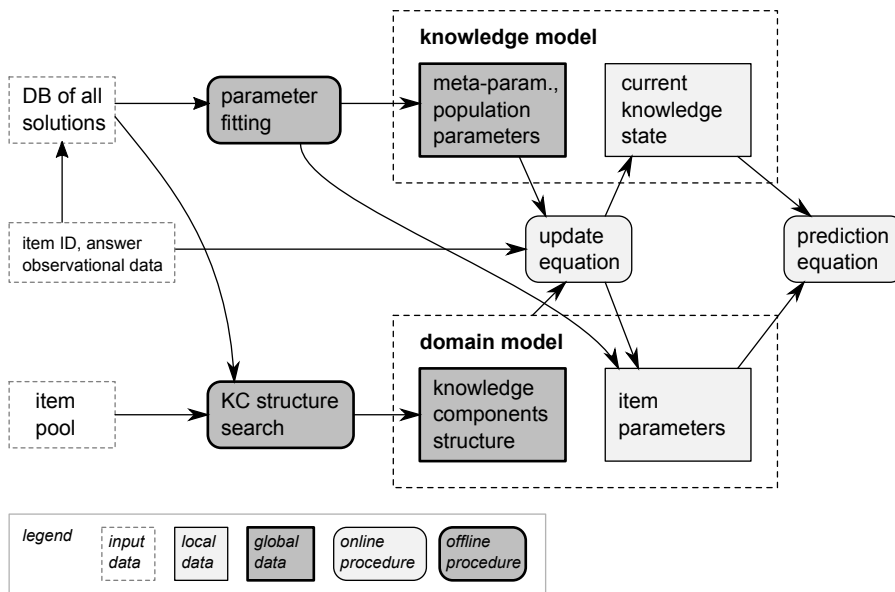 knowledge model
DB of all
solutions
parameter
fitting
meta-param.,
population
parameters
current
knowledge
state
item ID, answer
observational data
update
equation
prediction
equation
domain model
item
pool
KC structure
search
knowledge
components
structure
item
parameters
legend
input
data
local
data
global
data
online
procedure
offline
procedure